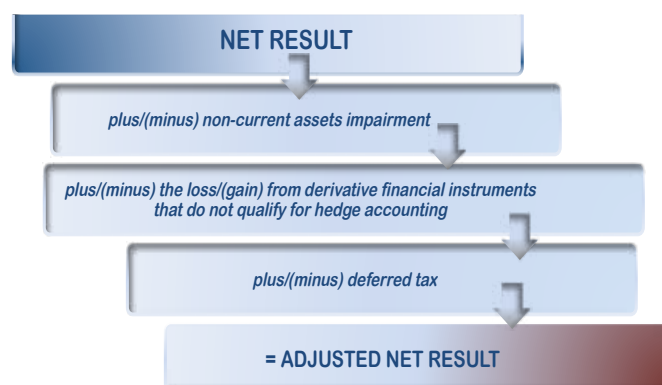 NET RESULT
plus/(minus) non-current assets impairment
plus/(minus) the loss/(gain) from derivative financial instruments
that do not qualify for hedge accounting
plus/(minus) deferred tax
= ADJUSTED NET RESULT